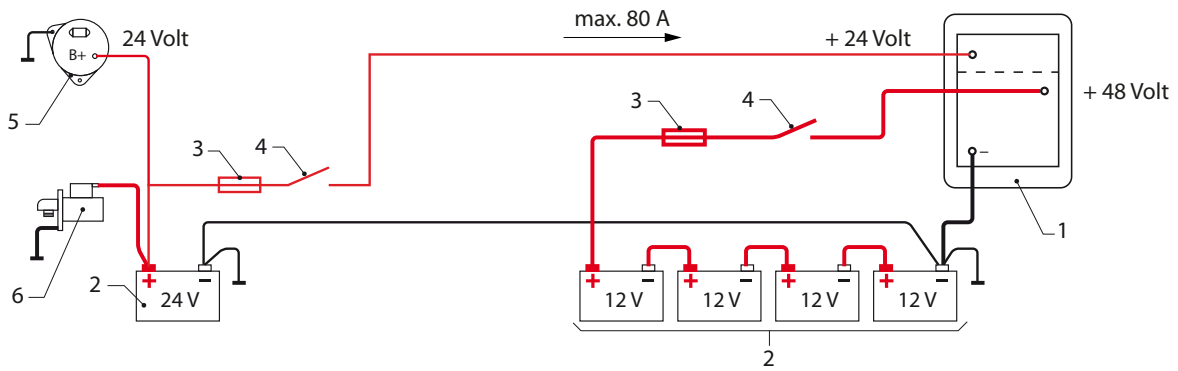 max. 80 A
24 Volt
+ 24 Volt
B+
+ 48 Volt
5
3
4
3
4
–
1
6
2
+ –
24 V
+ –
12 V
+ –
12 V
+ –
12 V
+ –
12 V
2